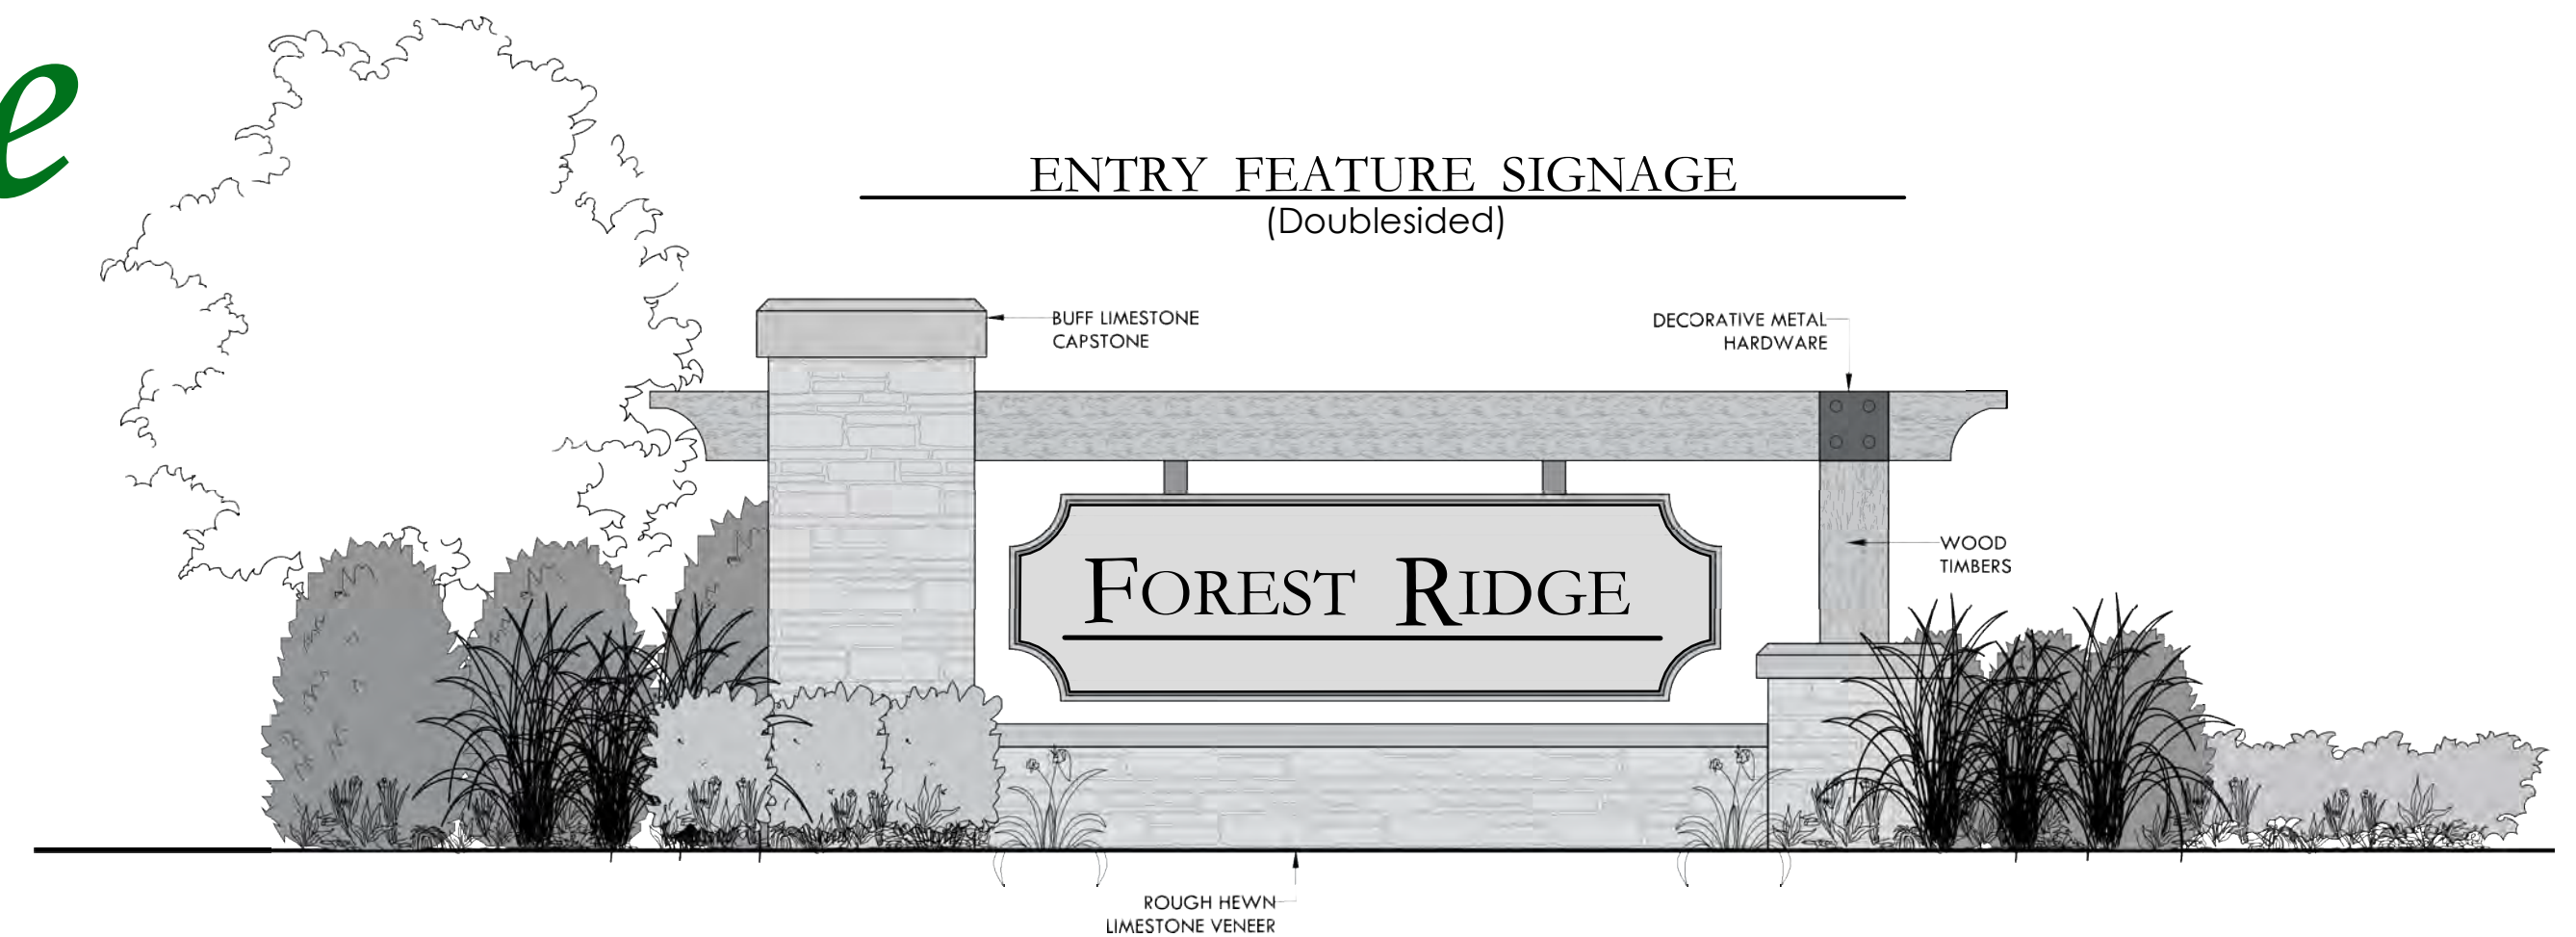 e
ENTRY FEATURE SIGNAGE
(Doublesided)
BUFF LIMESTONE
CAPSTONE
DECORATIVE METAL
HARDWARE
FOREST RIDGE
WOOD
TIMBERS
ROUGH HEWN
LIMESTONE VENEER